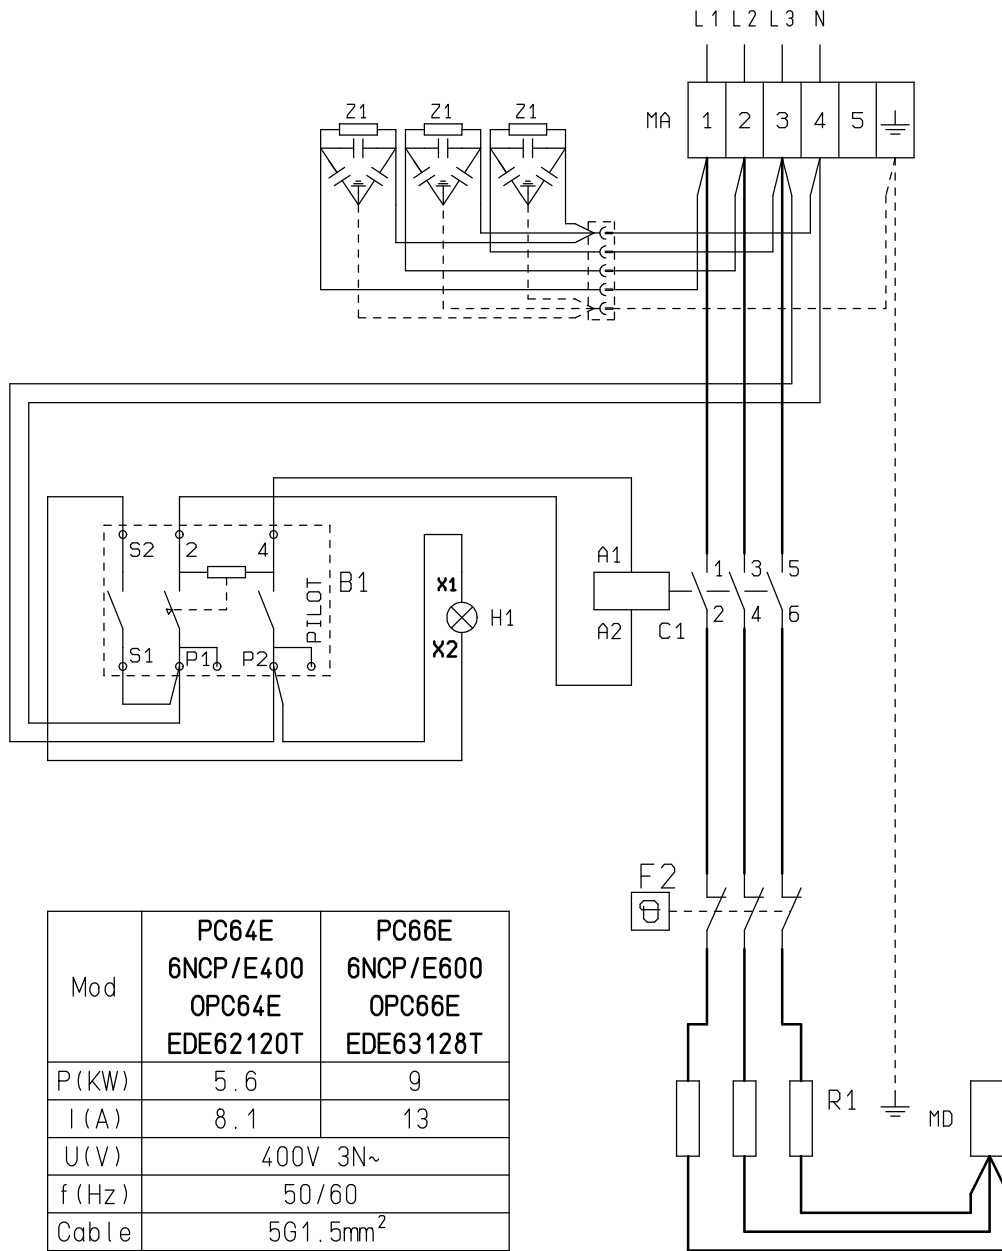 L1 L2 L3 N
MA 1 2 3 4 5
Z1 Z1 Z1
S2 2 4
B1
PILOT
S1 P1 P2
X1
H1
X2
A1
A2 C1
1 3 5
2 4 6
F2
R1
MD
Mod PC64E PC66E
6NCP/E400 6NCP/E600
OPC64E OPC66E
EDE62120T EDE63128T
P(KW) 5.6 9
I(A) 8.1 13
U(V) 400V 3N~
f(Hz) 50/60
Cable 5G1.5mm²